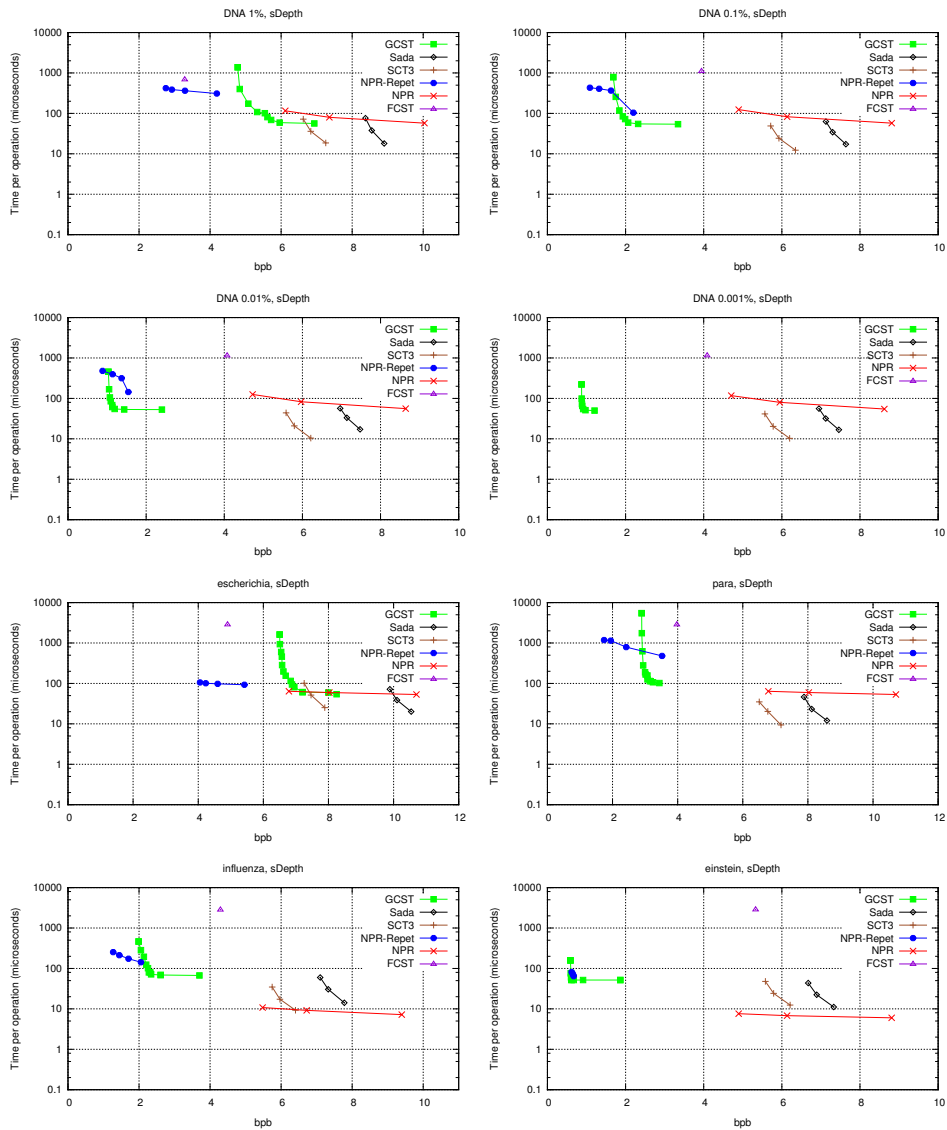 DNA 1%, sDepth
Time per operation (microseconds)
10000
1000
100
10
1
0.1
0 2 4 6 8 10
bpb
GCST
Sada
SCT3
NPR-Repet
NPR
FCST
DNA 0.1%, sDepth
Time per operation (microseconds)
10000
1000
100
10
1
0.1
0 2 4 6 8 10
bpb
GCST
Sada
SCT3
NPR-Repet
NPR
FCST
DNA 0.01%, sDepth
Time per operation (microseconds)
10000
1000
100
10
1
0.1
0 2 4 6 8 10
bpb
GCST
Sada
SCT3
NPR-Repet
NPR
FCST
DNA 0.001%, sDepth
Time per operation (microseconds)
10000
1000
100
10
1
0.1
0 2 4 6 8 10
bpb
GCST
Sada
SCT3
NPR-Repet
NPR
FCST
escherichia, sDepth
Time per operation (microseconds)
10000
1000
100
10
1
0.1
0 2 4 6 8 10 12
bpb
GCST
Sada
SCT3
NPR-Repet
NPR
FCST
para, sDepth
Time per operation (microseconds)
10000
1000
100
10
1
0.1
0 2 4 6 8 10 12
bpb
GCST
Sada
SCT3
NPR-Repet
NPR
FCST
influenza, sDepth
Time per operation (microseconds)
10000
1000
100
10
1
0.1
0 2 4 6 8 10
bpb
GCST
Sada
SCT3
NPR-Repet
NPR
FCST
einstein, sDepth
Time per operation (microseconds)
10000
1000
100
10
1
0.1
0 2 4 6 8 10
bpb
GCST
Sada
SCT3
NPR-Repet
NPR
FCST